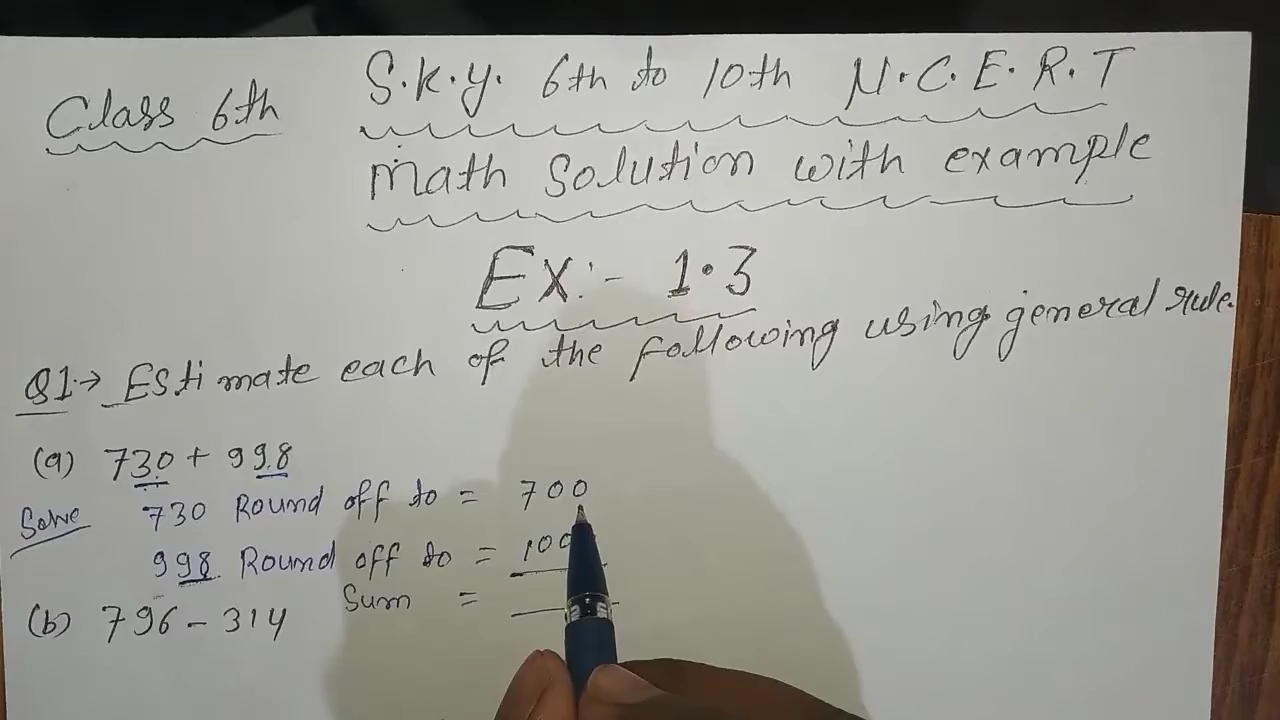 Class 6th
S.K.Y. 6th to 10th N.C.E.R.T
math Solution with example
Ex:- 1.3
Q1:→ Estimate each of the following using general rule.
(a) 730 + 998
Solve 730 Round off to = 700
998 Round off to =
Sum =
(b) 796 - 314